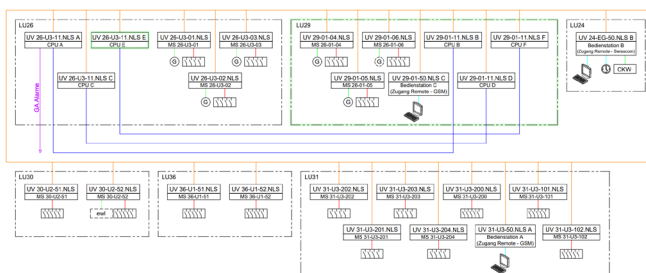 LU26
LU29
LU24
UV 26-U3-11.NLS A
CPU A
UV 26-U3-11.NLS E
CPU E
UV 26-U3-01.NLS
MS 26-U3-01
UV 26-U3-03.NLS
MS 26-U3-03
UV 29-01-04.NLS
MS 26-01-04
UV 29-01-06.NLS
MS 26-01-06
UV 29-01-11.NLS B
CPU B
UV 29-01-11.NLS F
CPU F
UV 24-EG-50.NLS B
Bedienstation B
(Zugang Remote - Swisscom)
G
G
CKW
GA Alarme
UV 26-U3-11.NLS C
CPU C
UV 26-U3-02.NLS
MS 26-U3-02
UV 29-01-05.NLS
MS 26-01-05
UV 29-01-50.NLS C
Bedienstation C
(Zugang Remote - GSM)
UV 29-01-11.NLS D
CPU D
G
G
LU30
LU36
LU31
UV 30-U2-51.NLS
MS 36-U2-51
UV 30-U2-52.NLS
MS 36-U2-52
UV 36-U1-51.NLS
MS 36-U1-51
UV 36-U1-52.NLS
MS 36-U1-52
UV 31-U3-202.NLS
MS 31-U3-202
UV 31-U3-203.NLS
MS 31-U3-203
UV 31-U3-200.NLS
MS 31-U3-200
UV 31-U3-101.NLS
MS 31-U3-101
ewl
UV 31-U3-201.NLS
MS 31-U3-201
UV 31-U3-204.NLS
MS 31-U3-204
UV 31-U3-50.NLS A
Bedienstation A
(Zugang Remote - GSM)
UV 31-U3-102.NLS
MS 31-U3-102